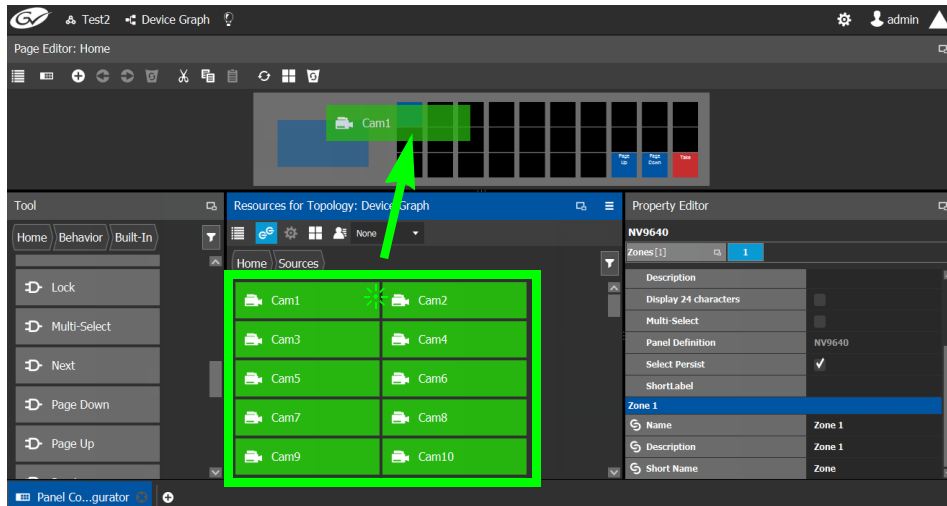 GV Test2 Device Graph admin
Page Editor: Home
Cam1
Page Up Page Down Take
Tool
Home Behavior Built-In
Lock
Multi-Select
Next
Page Down
Page Up
Resources for Topology: Device Graph
None
Home Sources
Cam1 Cam2
Cam3 Cam4
Cam5 Cam6
Cam7 Cam8
Cam9 Cam10
Property Editor
NV9640
Zones[1] 1
Description
Display 24 characters
Multi-Select
Panel Definition NV9640
Select Persist
ShortLabel
Zone 1
Name Zone 1
Description Zone 1
Short Name Zone
Panel Co...gurator